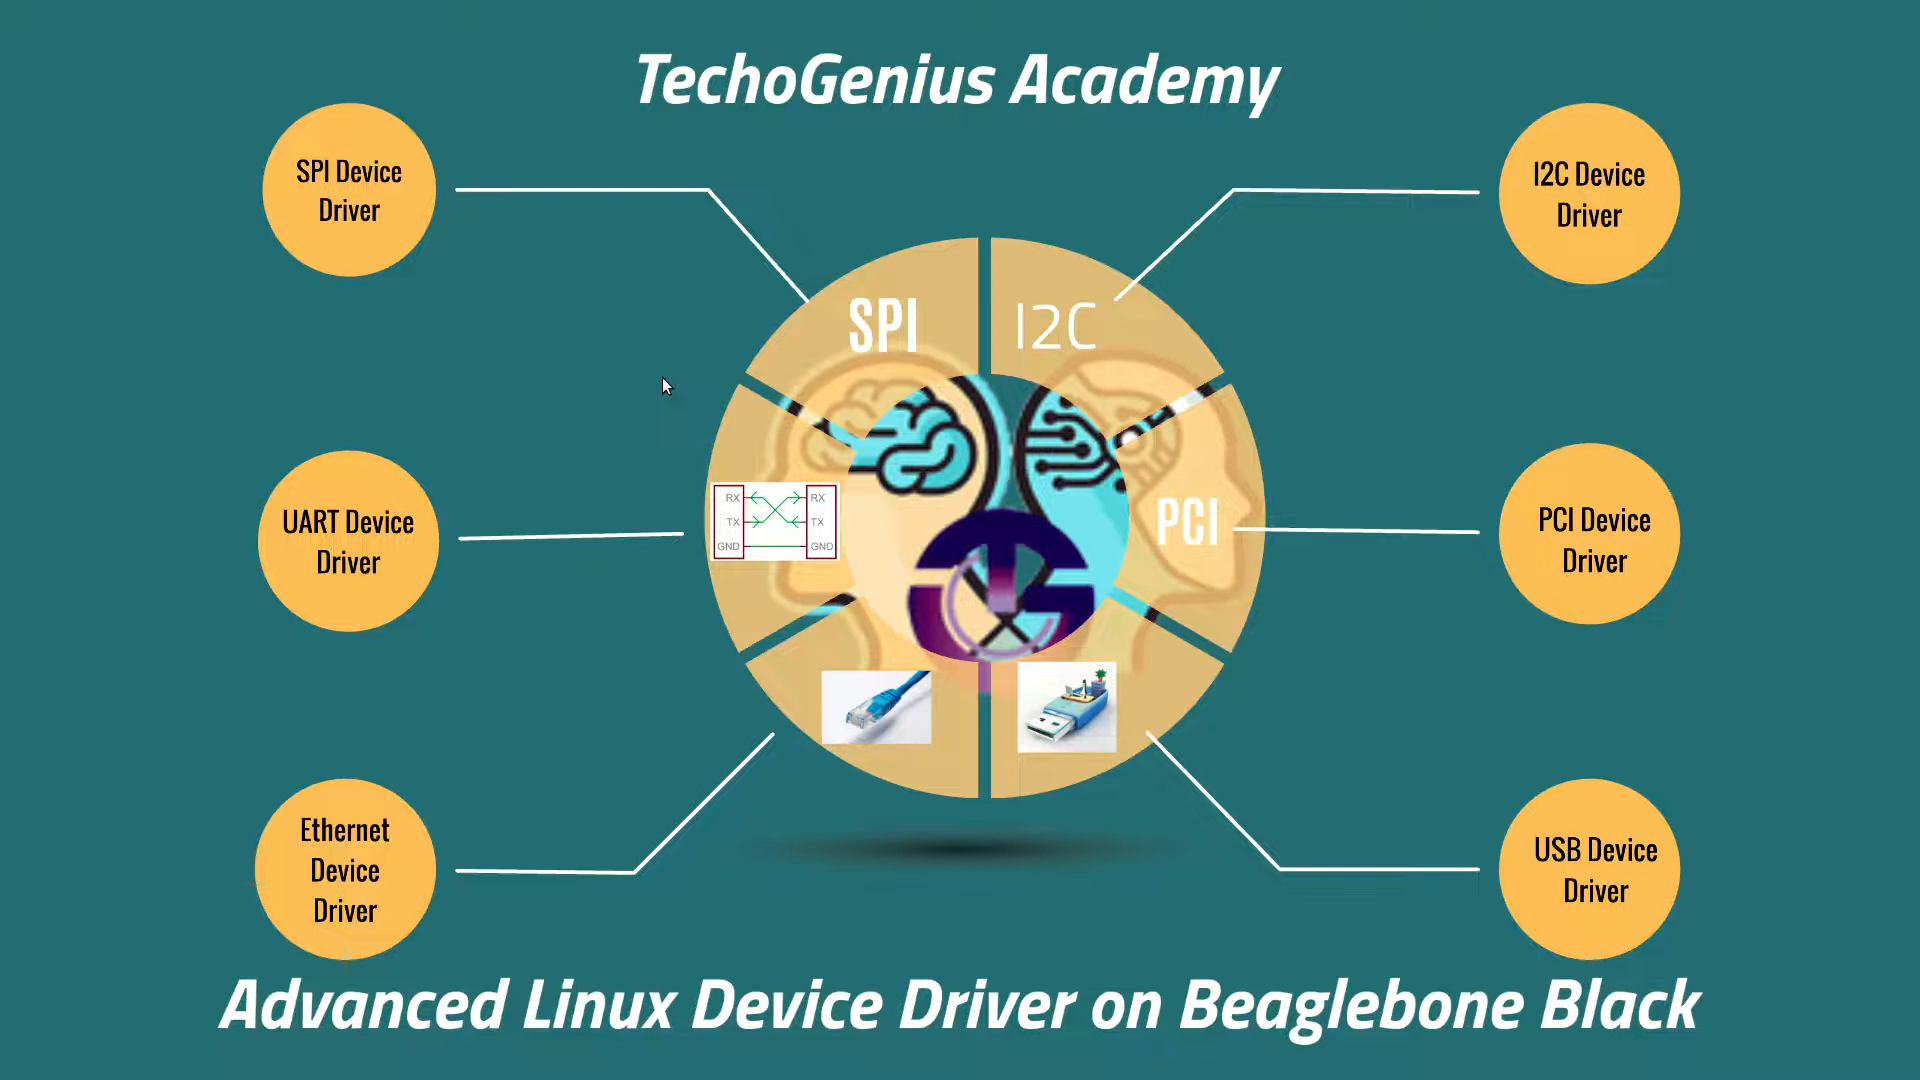 TechoGenius Academy
SPI Device
Driver
I2C Device
Driver
SPI
I2C
UART Device
Driver
RX
RX
TX
TX
GND
GND
PCI
PCI Device
Driver
Ethernet
Device
Driver
USB Device
Driver
Advanced Linux Device Driver on Beaglebone Black